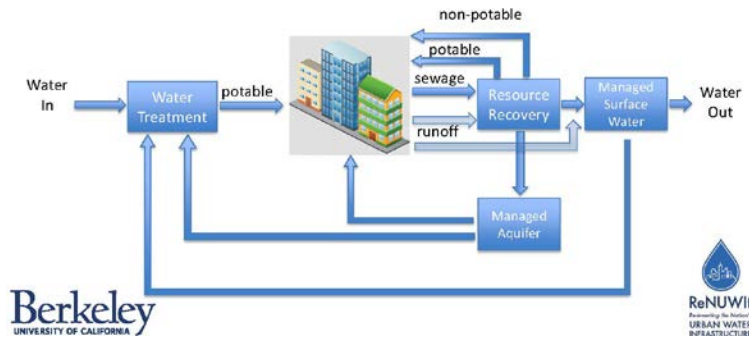 non-potable
potable
sewage
Water
In
Water
Treatment
potable
Resource
Recovery
Managed
Surface
Water
Water
Out
runoff
Managed
Aquifer
Berkeley
UNIVERSITY OF CALIFORNIA
ReNUWI
URBAN WATER
INFRASTRUCTURE